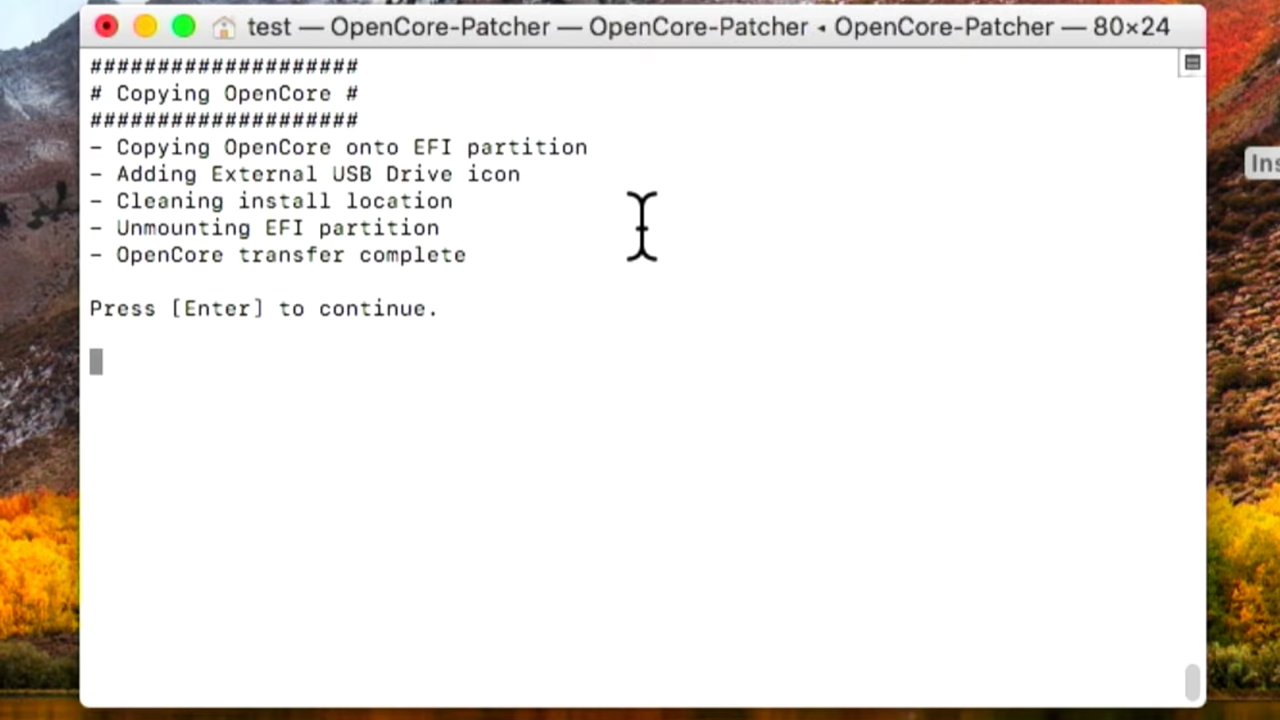 test — OpenCore-Patcher — OpenCore-Patcher ◂ OpenCore-Patcher — 80×24
####################
# Copying OpenCore #
####################
- Copying OpenCore onto EFI partition
- Adding External USB Drive icon
- Cleaning install location
- Unmounting EFI partition
- OpenCore transfer complete
Press [Enter] to continue.
Ins